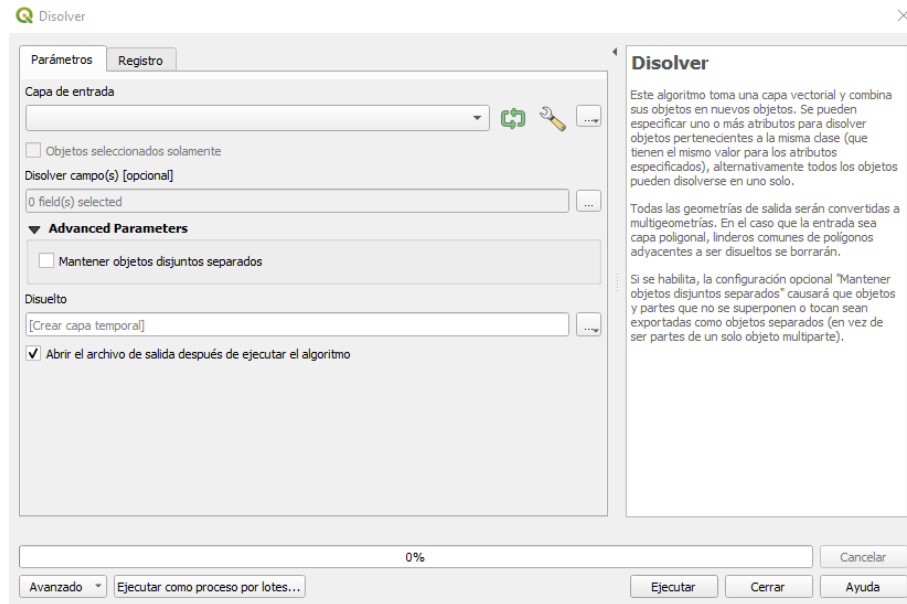 Disolver
Parámetros
Registro
Capa de entrada
...
Objetos seleccionados solamente
Disolver campo(s) [opcional]
0 field(s) selected
...
Advanced Parameters
Mantener objetos disjuntos separados
Disuelto
[Crear capa temporal]
...
Abrir el archivo de salida después de ejecutar el algoritmo
Disolver
Este algoritmo toma una capa vectorial y combina
sus objetos en nuevos objetos. Se pueden
especificar uno o más atributos para disolver
objetos pertenecientes a la misma clase (que
tienen el mismo valor para los atributos
especificados), alternativamente todos los objetos
pueden disolverse en uno solo.
Todas las geometrías de salida serán convertidas a
multigeometrías. En el caso que la entrada sea
capa poligonal, linderos comunes de polígonos
adyacentes a ser disueltos se borrarán.
Si se habilita, la configuración opcional "Mantener
objetos disjuntos separados" causará que objetos
y partes que no se superponen o tocan sean
exportadas como objetos separados (en vez de
ser partes de un solo objeto multiparte).
0%
Cancelar
Avanzado
Ejecutar como proceso por lotes...
Ejecutar
Cerrar
Ayuda